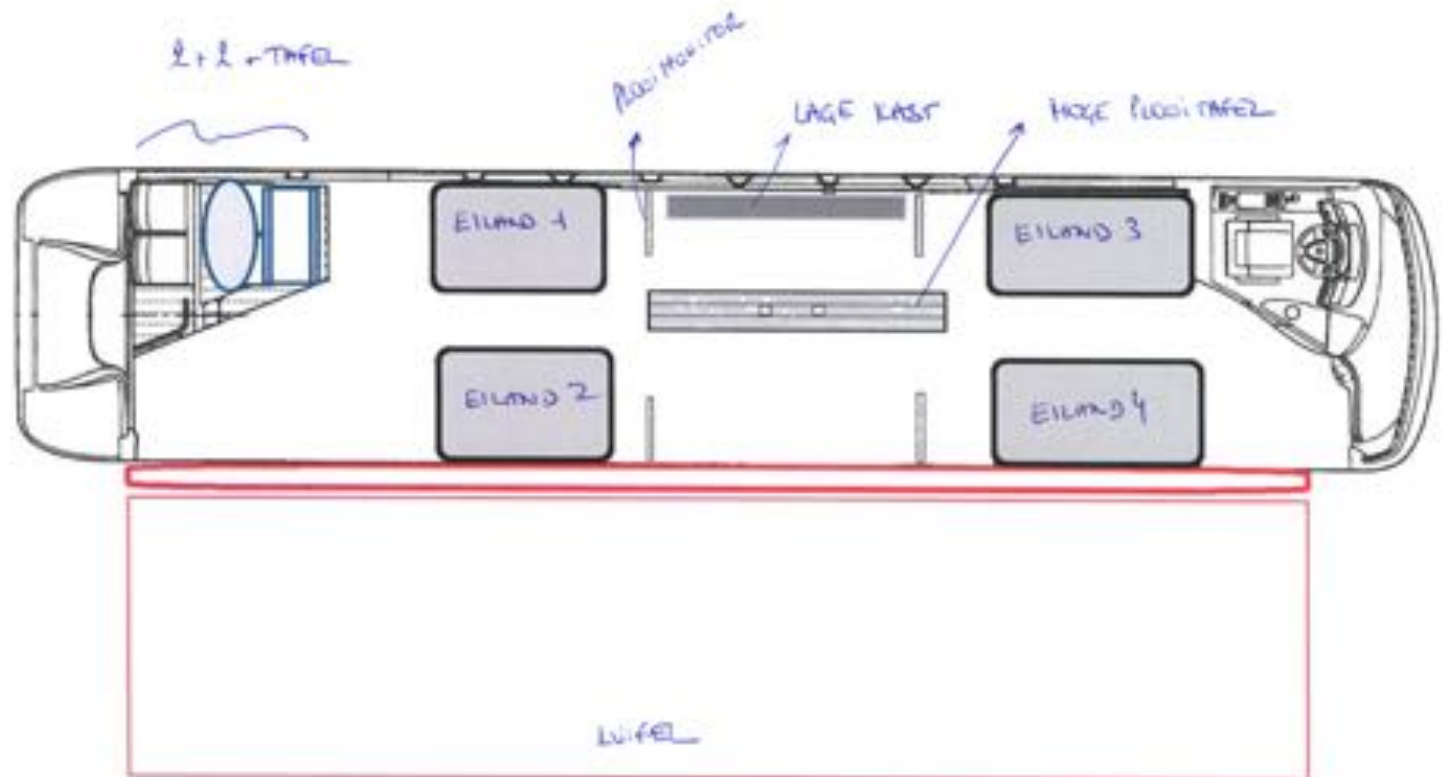 2+2+TAFEL
PLOOIMONITOR
LAGE KAST
HOGE PLOOITAFEL
EILAND 1
EILAND 3
EILAND 2
EILAND 4
LUIFEL